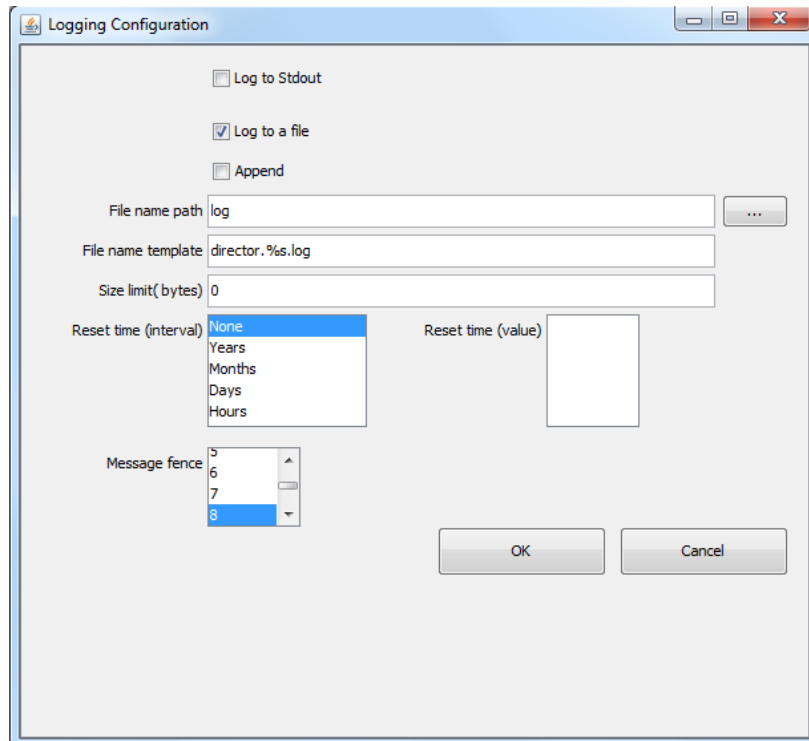 Logging Configuration
Log to Stdout
Log to a file
Append
File name path log ...
File name template director.%s.log
Size limit( bytes) 0
Reset time (interval) None Reset time (value)
Years
Months
Days
Hours
Message fence 5
6
7
8
OK Cancel